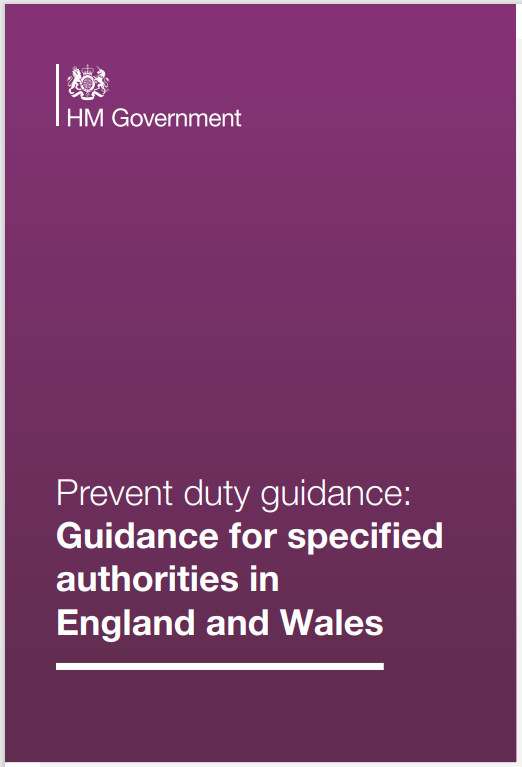 HM Government
Prevent duty guidance:
Guidance for specified
authorities in
England and Wales